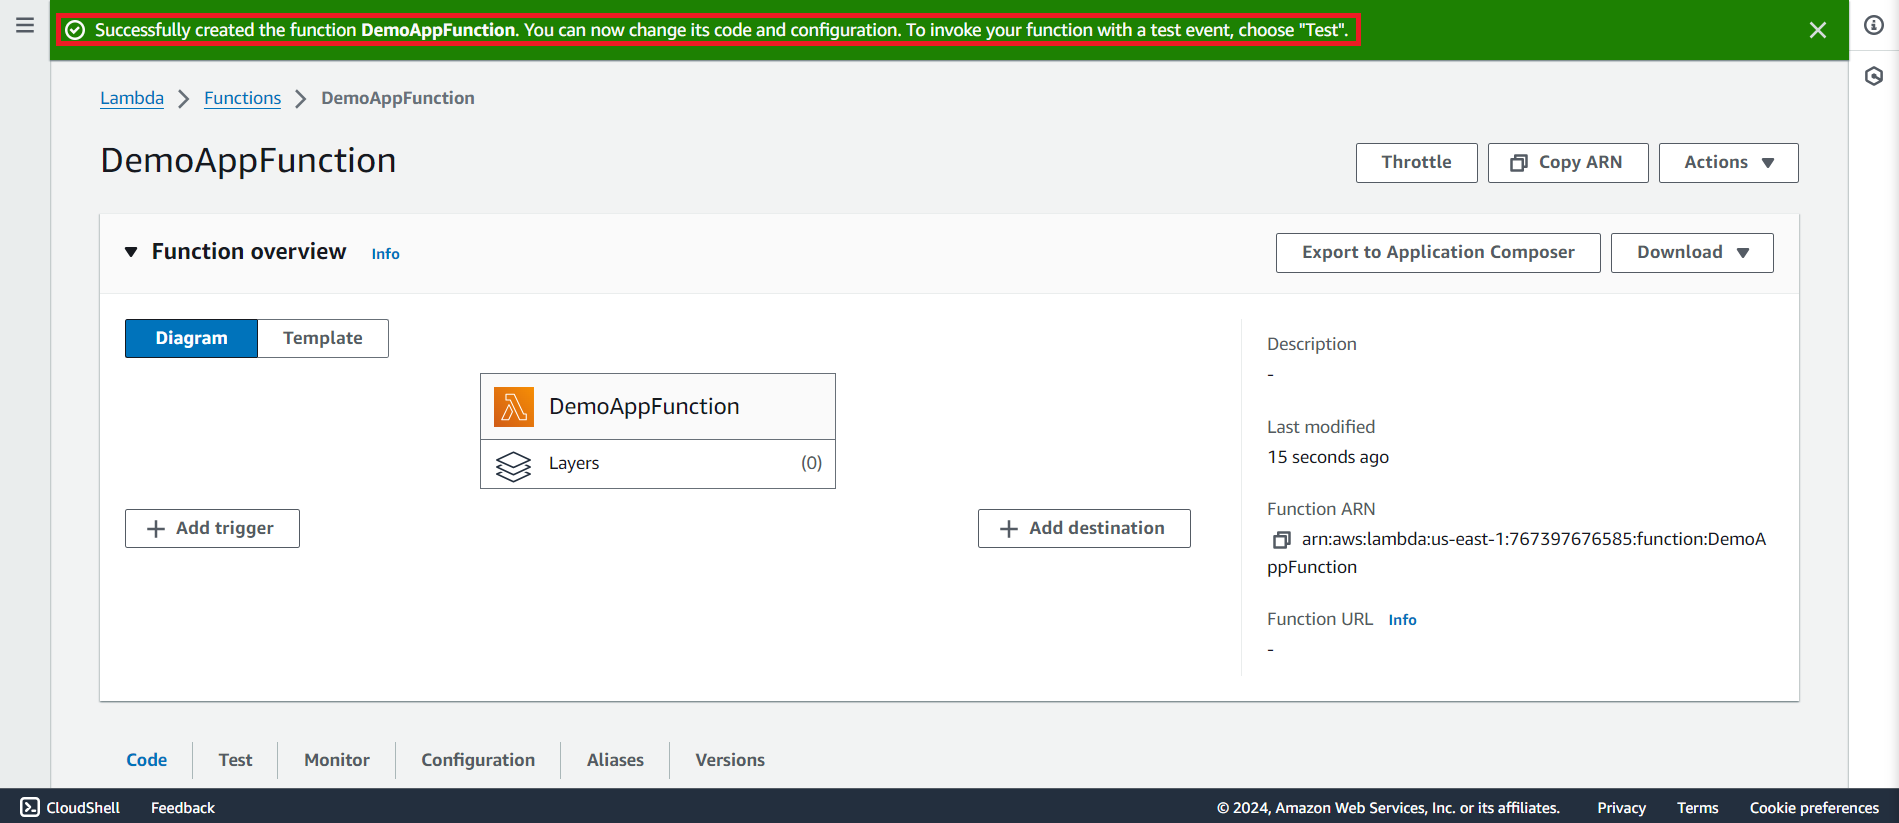 Successfully created the function DemoAppFunction. You can now change its code and configuration. To invoke your function with a test event, choose "Test".
Lambda
Functions
DemoAppFunction
DemoAppFunction
Throttle
Copy ARN
Actions
Function overview
Info
Export to Application Composer
Download
Diagram
Template
DemoAppFunction
Layers
(0)
Add trigger
Add destination
Description
-
Last modified
15 seconds ago
Function ARN
arn:aws:lambda:us-east-1:767397676585:function:DemoA
ppFunction
Function URL
Info
-
Code
Test
Monitor
Configuration
Aliases
Versions
CloudShell
Feedback
© 2024, Amazon Web Services, Inc. or its affiliates.
Privacy
Terms
Cookie preferences